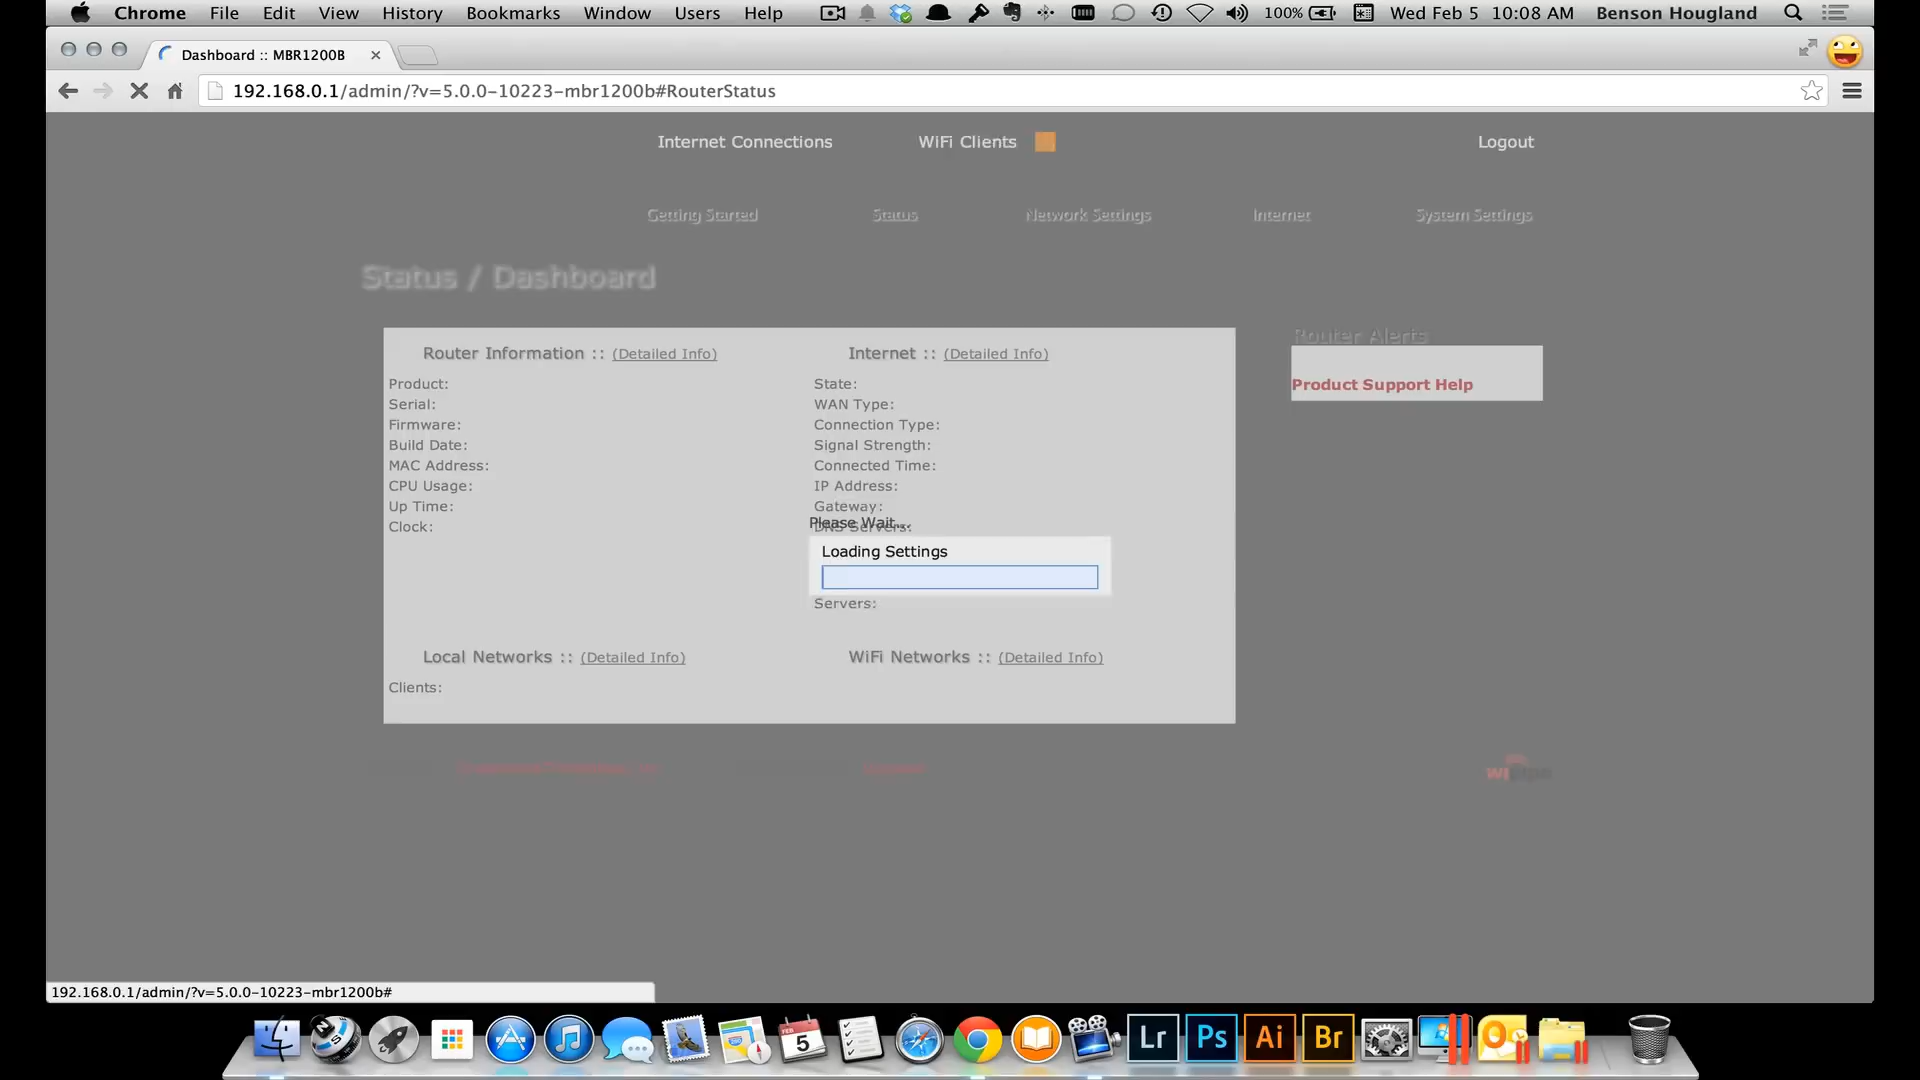 Chrome File Edit View History Bookmarks Window Users Help 100% Wed Feb 5 10:08 AM Benson Hougland
Dashboard :: MBR1200B
192.168.0.1/admin/?v=5.0.0-10223-mbr1200b#RouterStatus
Internet Connections WiFi Clients Logout
Getting Started Status Network Settings Internet System Settings
Status / Dashboard
Router Information :: (Detailed Info)
Product:
Serial:
Firmware:
Build Date:
MAC Address:
CPU Usage:
Up Time:
Clock:
Internet :: (Detailed Info)
State:
WAN Type:
Connection Type:
Signal Strength:
Connected Time:
IP Address:
Gateway:
DNS Servers:
Please Wait...
Loading Settings
Servers:
Router Alerts
Product Support Help
Local Networks :: (Detailed Info)
Clients:
WiFi Networks :: (Detailed Info)
192.168.0.1/admin/?v=5.0.0-10223-mbr1200b#
FEB
5
Lr Ps Ai Br